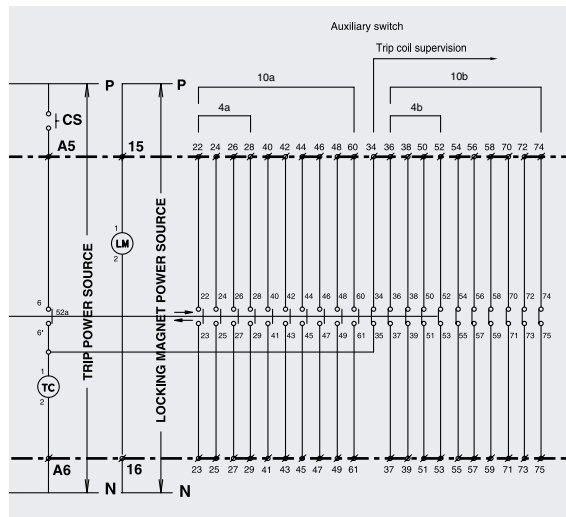 Auxiliary switch
Trip coil supervision
10a
10b
4a
4b
P
P
CS
A5
15
22 24 26 28 40 42 44 46 48 60 34 36 38 50 52 54 56 58 70 72 74
1
LM
2
TRIP POWER SOURCE
LOCKING MAGNET POWER SOURCE
6
52a
6'
22 24 26 28 40 42 44 46 48 60 34 36 38 50 52 54 56 58 70 72 74
23 25 27 29 41 43 45 47 49 61 35 37 39 51 53 55 57 59 71 73 75
1
TC
2
A6
16
23 25 27 29 41 43 45 47 49 61 37 39 51 53 55 57 59 71 73 75
N
N